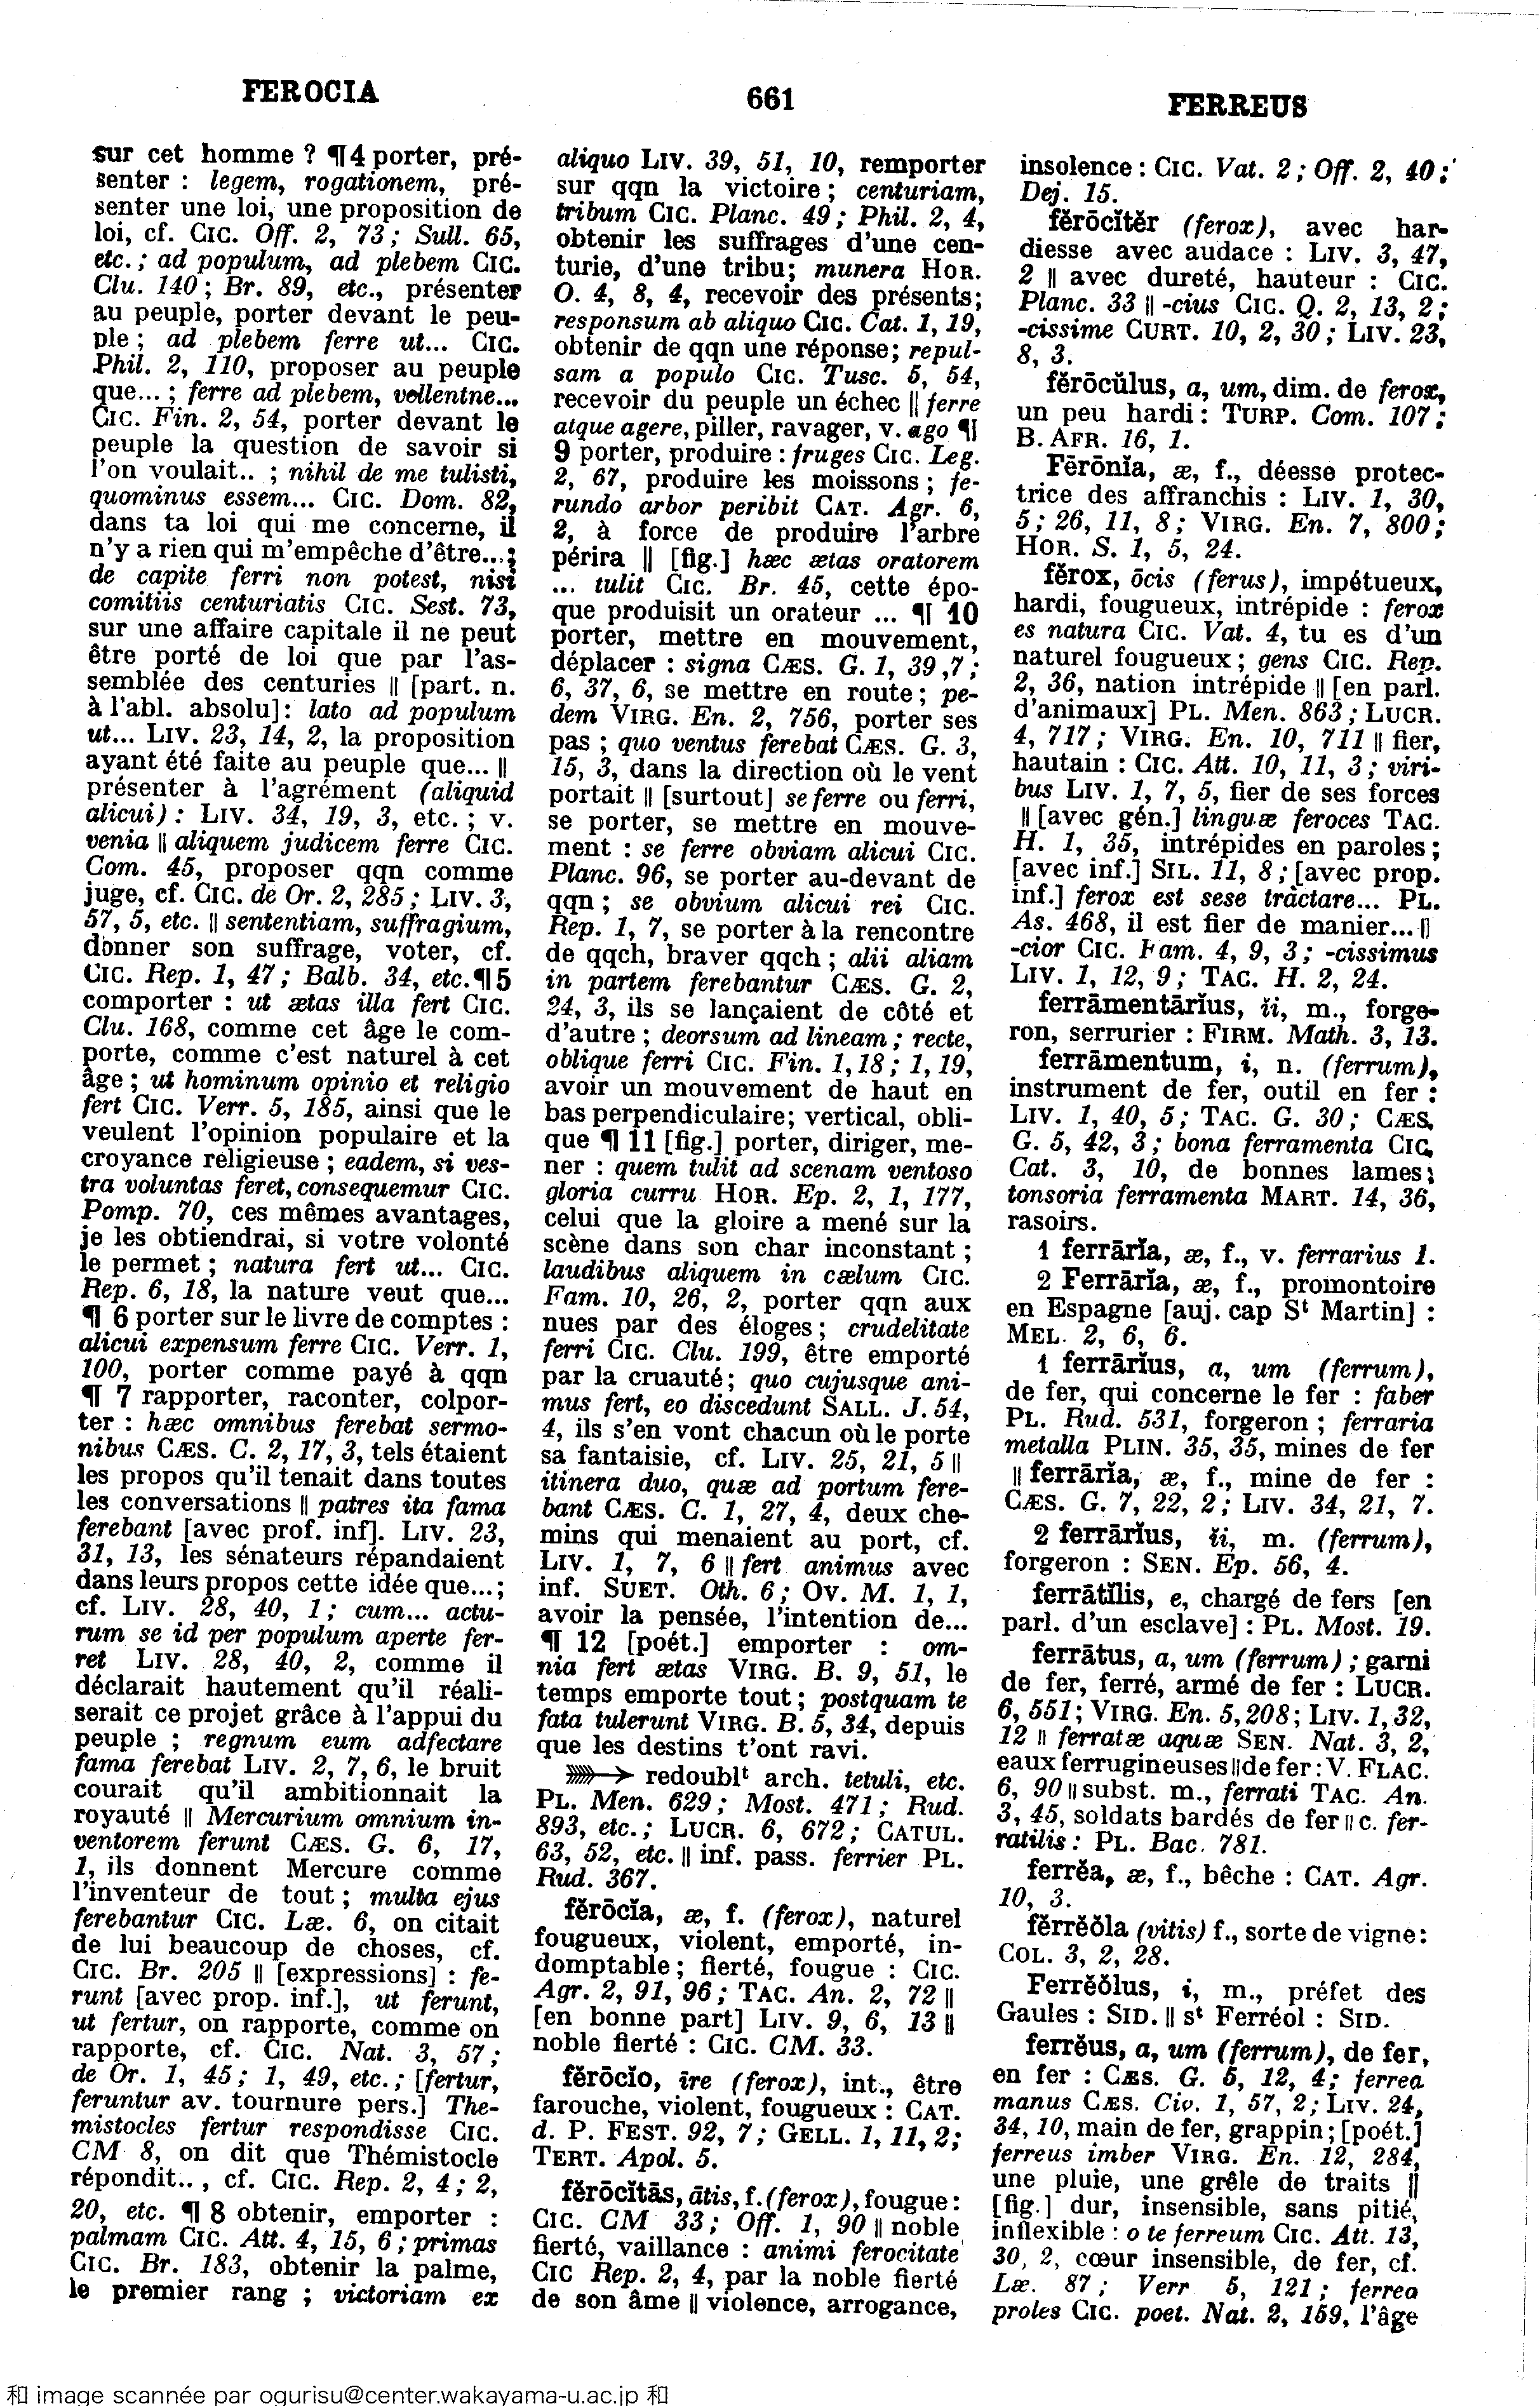 FEROCIA
661
FERREUS
sur cet homme ? ¶ 4 porter, pré-
senter : legem, rogationem, pré-
senter une loi, une proposition de
loi, cf. CIC. Off. 2, 73 ; Sull. 65,
etc. ; ad populum, ad plebem CIC.
Clu. 140 ; Br. 89, etc., présenter
au peuple, porter devant le peu-
ple ; ad plebem ferre ut... CIC.
Phil. 2, 110, proposer au peuple
que... ; ferre ad plebem, vellentne...
CIC. Fin. 2, 54, porter devant le
peuple la question de savoir si
l'on voulait.. ; nihil de me tulisti,
quominus essem... CIC. Dom. 82,
dans ta loi qui me concerne, il
n'y a rien qui m'empêche d'être... ;
de capite ferri non potest, nisi
comitiis centuriatis CIC. Sest. 73,
sur une affaire capitale il ne peut
être porté de loi que par l'as-
semblée des centuries || [part. n.
à l'abl. absolu] : lato ad populum
ut... LIV. 23, 14, 2, la proposition
ayant été faite au peuple que... ||
présenter à l'agrément (aliquid
alicui) : LIV. 34, 19, 3, etc. ; v.
venia || aliquem judicem ferre CIC.
Com. 45, proposer qqn comme
juge, cf. CIC. de Or. 2, 285 ; LIV. 3,
57, 5, etc. || sententiam, suffragium,
donner son suffrage, voter, cf.
CIC. Rep. 1, 47 ; Balb. 34, etc. ¶ 5
comporter : ut ætas illa fert CIC.
Clu. 168, comme cet âge le com-
porte, comme c'est naturel à cet
âge ; ut hominum opinio et religio
fert CIC. Verr. 5, 185, ainsi que le
veulent l'opinion populaire et la
croyance religieuse ; eadem, si ves-
tra voluntas feret, consequemur CIC.
Pomp. 70, ces mêmes avantages,
je les obtiendrai, si votre volonté
le permet ; natura fert ut... CIC.
Rep. 6, 18, la nature veut que...
¶ 6 porter sur le livre de comptes :
alicui expensum ferre CIC. Verr. 1,
100, porter comme payé à qqn
¶ 7 rapporter, raconter, colpor-
ter : hæc omnibus ferebat sermo-
nibus CÆS. C. 2, 17, 3, tels étaient
les propos qu'il tenait dans toutes
les conversations || patres ita fama
ferebant [avec prof. inf]. LIV. 23,
31, 13, les sénateurs répandaient
dans leurs propos cette idée que... ;
cf. LIV. 28, 40, 1 ; cum... actu-
rum se id per populum aperte fer-
ret LIV. 28, 40, 2, comme il
déclarait hautement qu'il réali-
serait ce projet grâce à l'appui du
peuple ; regnum eum adfectare
fama ferebat LIV. 2, 7, 6, le bruit
courait qu'il ambitionnait la
royauté || Mercurium omnium in-
ventorem ferunt CÆS. G. 6, 17,
1, ils donnent Mercure comme
l'inventeur de tout ; multa ejus
ferebantur CIC. Læ. 6, on citait
de lui beaucoup de choses, cf.
CIC. Br. 205 || [expressions] : fe-
runt [avec prop. inf.], ut ferunt,
ut fertur, on rapporte, comme on
rapporte, cf. CIC. Nat. 3, 57 ;
de Or. 1, 45 ; 1, 49, etc. ; [fertur,
feruntur av. tournure pers.] The-
mistocles fertur respondisse CIC.
CM 8, on dit que Thémistocle
répondit.. , cf. CIC. Rep. 2, 4 ; 2,
20, etc. ¶ 8 obtenir, emporter :
palmam CIC. Att. 4, 15, 6 ; primas
CIC. Br. 183, obtenir la palme,
le premier rang ; victoriam ex
aliquo LIV. 39, 51, 10, remporter
sur qqn la victoire ; centuriam,
tribum CIC. Planc. 49 ; Phil. 2, 4,
obtenir les suffrages d'une cen-
turie, d'une tribu ; munera HOR.
O. 4, 8, 4, recevoir des présents ;
responsum ab aliquo CIC. Cat. 1, 19,
obtenir de qqn une réponse ; repul-
sam a populo CIC. Tusc. 5, 54,
recevoir du peuple un échec || ferre
atque agere, piller, ravager, v. ago ¶
9 porter, produire : fruges CIC. Leg.
2, 67, produire les moissons ; fe-
rundo arbor peribit CAT. Agr. 6,
2, à force de produire l'arbre
périra || [fig.] hæc ætas oratorem
... tulit CIC. Br. 45, cette épo-
que produisit un orateur ... ¶ 10
porter, mettre en mouvement,
déplacer : signa CÆS. G. 1, 39 ,7 ;
6, 37, 6, se mettre en route ; pe-
dem VIRG. En. 2, 756, porter ses
pas ; quo ventus ferebat CÆS. G. 3,
15, 3, dans la direction où le vent
portait || [surtout] se ferre ou ferri,
se porter, se mettre en mouve-
ment : se ferre obviam alicui CIC.
Planc. 96, se porter au-devant de
qqn ; se obvium alicui rei CIC.
Rep. 1, 7, se porter à la rencontre
de qqch, braver qqch ; alii aliam
in partem ferebantur CÆS. G. 2,
24, 3, ils se lançaient de côté et
d'autre ; deorsum ad lineam ; recte,
oblique ferri CIC. Fin. 1, 18 ; 1, 19,
avoir un mouvement de haut en
bas perpendiculaire ; vertical, obli-
que ¶ 11 [fig.] porter, diriger, me-
ner : quem tulit ad scenam ventoso
gloria curru HOR. Ep. 2, 1, 177,
celui que la gloire a mené sur la
scène dans son char inconstant ;
laudibus aliquem in cælum CIC.
Fam. 10, 26, 2, porter qqn aux
nues par des éloges ; crudelitate
ferri CIC. Clu. 199, être emporté
par la cruauté ; quo cujusque ani-
mus fert, eo discedunt SALL. J. 54,
4, ils s'en vont chacun où le porte
sa fantaisie, cf. LIV. 25, 21, 5 ||
itinera duo, quæ ad portum fere-
bant CÆS. C. 1, 27, 4, deux che-
mins qui menaient au port, cf.
LIV. 1, 7, 6 || fert animus avec
inf. SUET. Oth. 6 ; OV. M. 1, 1,
avoir la pensée, l'intention de...
¶ 12 [poét.] emporter : om-
nia fert ætas VIRG. B. 9, 51, le
temps emporte tout ; postquam te
fata tulerunt VIRG. B. 5, 34, depuis
que les destins t'ont ravi.
➳→ redoublᵗ arch. tetuli, etc.
PL. Men. 629 ; Most. 471 ; Rud.
893, etc. ; LUCR. 6, 672 ; CATUL.
63, 52, etc. || inf. pass. ferrier PL.
Rud. 367.
fĕrōcĭa, æ, f. (ferox), naturel
fougueux, violent, emporté, in-
domptable ; fierté, fougue : CIC.
Agr. 2, 91, 96 ; TAC. An. 2, 72 ||
[en bonne part] LIV. 9, 6, 13 ||
noble fierté : CIC. CM. 33.
fĕrōcĭo, īre (ferox), int., être
farouche, violent, fougueux : CAT.
d. P. FEST. 92, 7 ; GELL. 1, 11, 2 ;
TERT. Apol. 5.
fĕrōcĭtās, ātis, f. (ferox), fougue :
CIC. CM 33 ; Off. 1, 90 || noble
fierté, vaillance : animi ferocitate
CIC Rep. 2, 4, par la noble fierté
de son âme || violence, arrogance,
insolence : CIC. Vat. 2 ; Off. 2, 40 ;
Dej. 15.
fĕrōcĭtĕr (ferox), avec har-
diesse avec audace : LIV. 3, 47,
2 || avec dureté, hauteur : CIC.
Planc. 33 || -cius CIC. Q. 2, 13, 2 ;
-cissime CURT. 10, 2, 30 ; LIV. 23,
8, 3.
fĕrōcŭlus, a, um, dim. de ferox,
un peu hardi : TURP. Com. 107 ;
B. AFR. 16, 1.
Fērōnĭa, æ, f., déesse protec-
trice des affranchis : LIV. 1, 30,
5 ; 26, 11, 8 ; VIRG. En. 7, 800 ;
HOR. S. 1, 5, 24.
fĕrox, ōcis (ferus), impétueux,
hardi, fougueux, intrépide : ferox
es natura CIC. Vat. 4, tu es d'un
naturel fougueux ; gens CIC. Rep.
2, 36, nation intrépide || [en parl.
d'animaux] PL. Men. 863 ; LUCR.
4, 717 ; VIRG. En. 10, 711 || fier,
hautain : CIC. Att. 10, 11, 3 ; viri-
bus LIV. 1, 7, 5, fier de ses forces
|| [avec gén.] linguæ feroces TAC.
H. 1, 35, intrépides en paroles ;
[avec inf.] SIL. 11, 8 ; [avec prop.
inf.] ferox est sese tractare... PL.
As. 468, il est fier de manier... ||
-cior CIC. Fam. 4, 9, 3 ; -cissimus
LIV. 1, 12, 9 ; TAC. H. 2, 24.
ferrāmentārĭus, ĭi, m., forge-
ron, serrurier : FIRM. Math. 3, 13.
ferrāmentum, i, n. (ferrum),
instrument de fer, outil en fer :
LIV. 1, 40, 5 ; TAC. G. 30 ; CÆS.
G. 5, 42, 3 ; bona ferramenta CIC.
Cat. 3, 10, de bonnes lames ;
tonsoria ferramenta MART. 14, 36,
rasoirs.
1 ferrārĭa, æ, f., v. ferrarius 1.
2 Ferrārĭa, æ, f., promontoire
en Espagne [auj. cap Sᵗ Martin] :
MEL. 2, 6, 6.
1 ferrārĭus, a, um (ferrum),
de fer, qui concerne le fer : faber
PL. Rud. 531, forgeron ; ferraria
metalla PLIN. 35, 35, mines de fer
|| ferrārĭa, æ, f., mine de fer :
CÆS. G. 7, 22, 2 ; LIV. 34, 21, 7.
2 ferrārĭus, ĭi, m. (ferrum),
forgeron : SEN. Ep. 56, 4.
ferrātĭlis, e, chargé de fers [en
parl. d'un esclave] : PL. Most. 19.
ferrātus, a, um (ferrum) ; garni
de fer, ferré, armé de fer : LUCR.
6, 551 ; VIRG. En. 5, 208 ; LIV. 1, 32,
12 || ferratæ aquæ SEN. Nat. 3, 2,
eaux ferrugineuses || de fer : V. FLAC.
6, 90 || subst. m., ferrati TAC. An.
3, 45, soldats bardés de fer || c. fer-
ratilis : PL. Bac. 781.
ferrĕa, æ, f., bêche : CAT. Agr.
10, 3.
fĕrrĕŏla (vitis) f., sorte de vigne :
COL. 3, 2, 28.
Ferrĕŏlus, i, m., préfet des
Gaules : SID. || sᵗ Ferréol : SID.
ferrĕus, a, um (ferrum), de fer,
en fer : CÆS. G. 5, 12, 4 ; ferrea
manus CÆS. Civ. 1, 57, 2 ; LIV. 24,
34, 10, main de fer, grappin ; [poét.]
ferreus imber VIRG. En. 12, 284,
une pluie, une grêle de traits ||
[fig.] dur, insensible, sans pitié,
inflexible : o te ferreum CIC. Att. 13,
30, 2, cœur insensible, de fer, cf.
Læ. 87 ; Verr 5, 121 ; ferrea
proles CIC. poet. Nat. 2, 159, l'âge
和 image scannée par ogurisu@center.wakayama-u.ac.jp 和